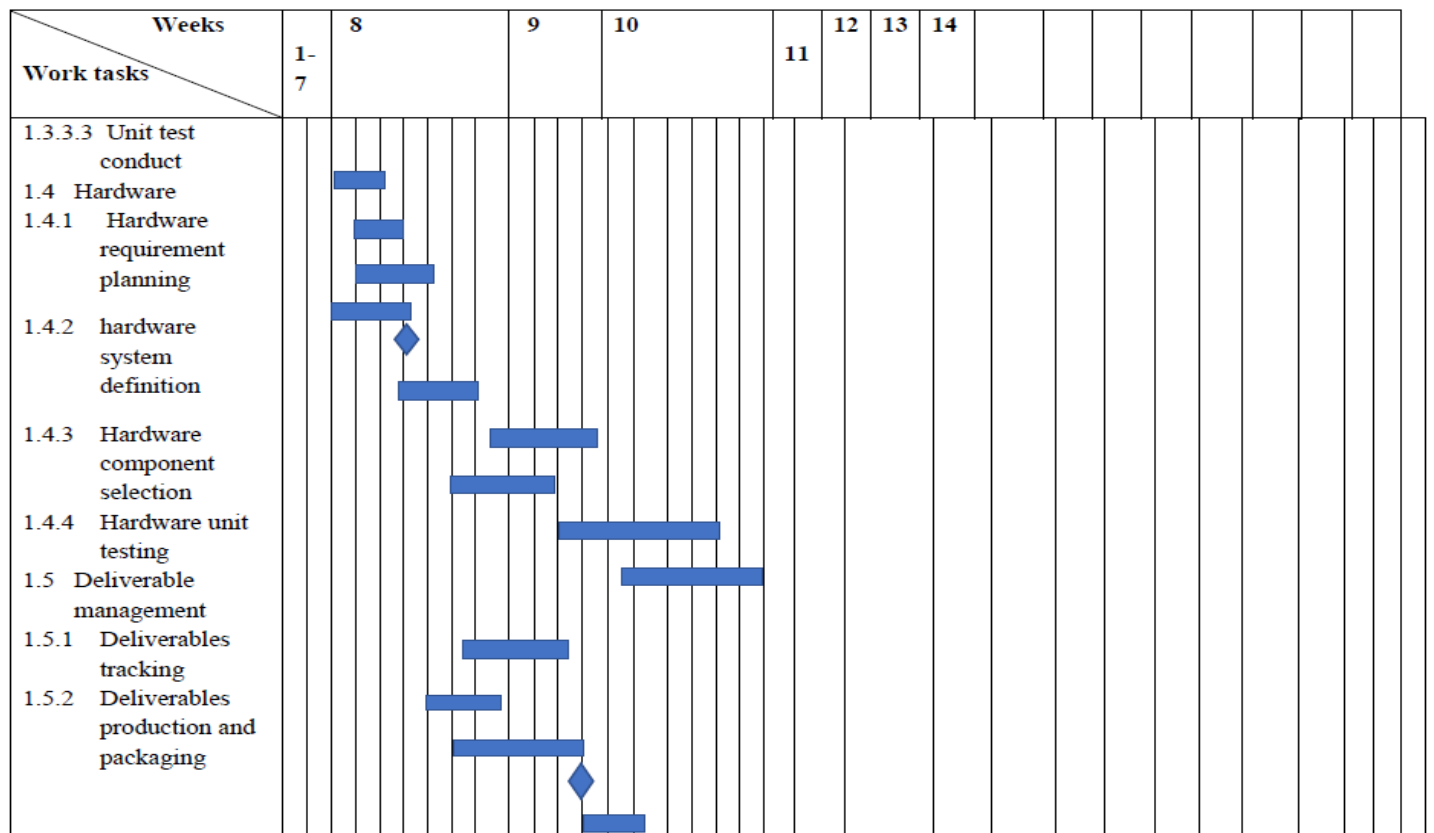 Weeks
Work tasks
1-
7
8
9
10
11
12
13
14
1.3.3.3 Unit test
conduct
1.4 Hardware
1.4.1 Hardware
requirement
planning
1.4.2 hardware
system
definition
1.4.3 Hardware
component
selection
1.4.4 Hardware unit
testing
1.5 Deliverable
management
1.5.1 Deliverables
tracking
1.5.2 Deliverables
production and
packaging